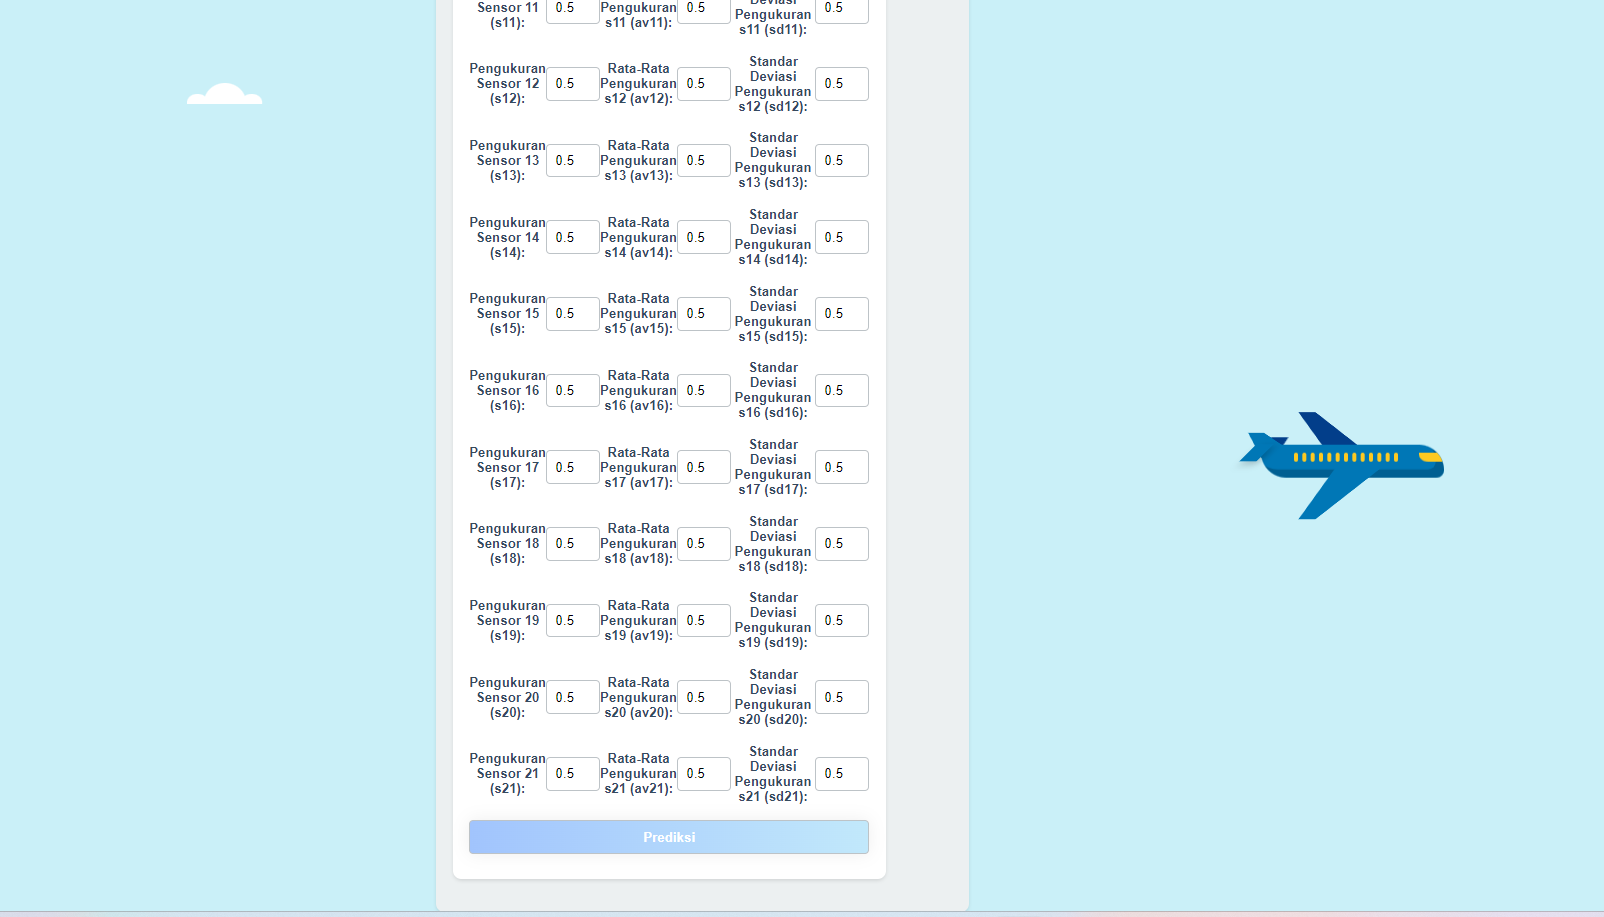 Sensor 11 0.5 Pengukuran 0.5 Deviasi 0.5
(s11): s11 (av11): Pengukuran
s11 (sd11):
Pengukuran
Sensor 12
(s12):
0.5
Rata-Rata
Pengukuran
s12 (av12):
0.5
Standar
Deviasi
Pengukuran
s12 (sd12):
0.5
Pengukuran
Sensor 13
(s13):
0.5
Rata-Rata
Pengukuran
s13 (av13):
0.5
Standar
Deviasi
Pengukuran
s13 (sd13):
0.5
Pengukuran
Sensor 14
(s14):
0.5
Rata-Rata
Pengukuran
s14 (av14):
0.5
Standar
Deviasi
Pengukuran
s14 (sd14):
0.5
Pengukuran
Sensor 15
(s15):
0.5
Rata-Rata
Pengukuran
s15 (av15):
0.5
Standar
Deviasi
Pengukuran
s15 (sd15):
0.5
Pengukuran
Sensor 16
(s16):
0.5
Rata-Rata
Pengukuran
s16 (av16):
0.5
Standar
Deviasi
Pengukuran
s16 (sd16):
0.5
Pengukuran
Sensor 17
(s17):
0.5
Rata-Rata
Pengukuran
s17 (av17):
0.5
Standar
Deviasi
Pengukuran
s17 (sd17):
0.5
Pengukuran
Sensor 18
(s18):
0.5
Rata-Rata
Pengukuran
s18 (av18):
0.5
Standar
Deviasi
Pengukuran
s18 (sd18):
0.5
Pengukuran
Sensor 19
(s19):
0.5
Rata-Rata
Pengukuran
s19 (av19):
0.5
Standar
Deviasi
Pengukuran
s19 (sd19):
0.5
Pengukuran
Sensor 20
(s20):
0.5
Rata-Rata
Pengukuran
s20 (av20):
0.5
Standar
Deviasi
Pengukuran
s20 (sd20):
0.5
Pengukuran
Sensor 21
(s21):
0.5
Rata-Rata
Pengukuran
s21 (av21):
0.5
Standar
Deviasi
Pengukuran
s21 (sd21):
0.5
Prediksi